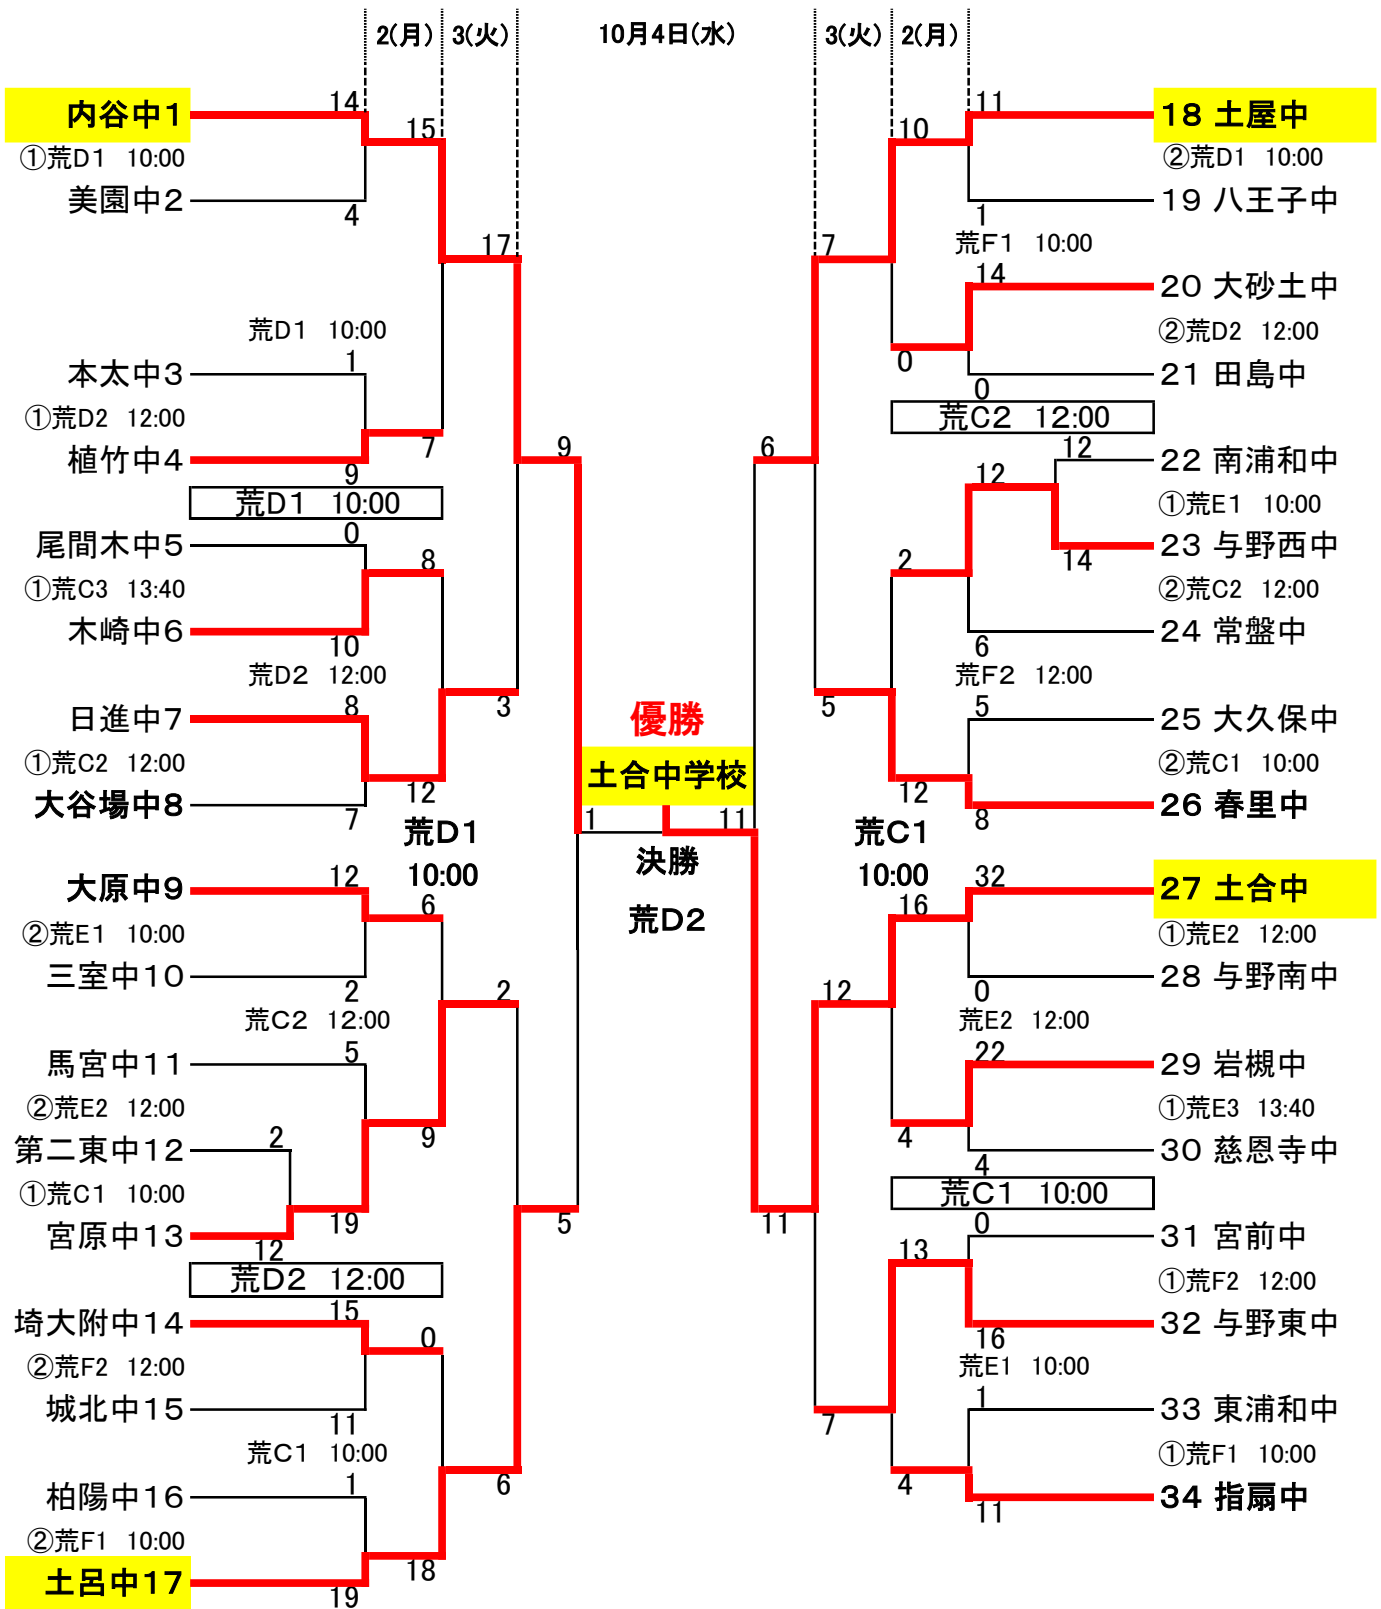 2(月) 3(火) 10月4日(水) 3(火) 2(月)
内谷中1
14
①荒D1 10:00
15
美園中2
4
17
荒D1 10:00
本太中3
1
①荒D2 12:00
植竹中4
9
7
荒D1 10:00
尾間木中5
0
①荒C3 13:40
8
木崎中6
10
荒D2 12:00
3
日進中7
8
①荒C2 12:00
12
大谷場中8
7
荒D1
10:00
9
大原中9
12
②荒E1 10:00
6
三室中10
2
荒C2 12:00
2
馬宮中11
5
②荒E2 12:00
第二東中12
2
①荒C1 10:00
宮原中13
12
19
9
荒D2 12:00
5
埼大附中14
15
②荒F2 12:00
0
城北中15
11
荒C1 10:00
6
柏陽中16
1
②荒F1 10:00
土呂中17
19
18
優勝
土合中学校
1 11
決勝
荒D2
11
18 土屋中
②荒D1 10:00
10
1
19 八王子中
荒F1 10:00
7
14
20 大砂土中
②荒D2 12:00
0
0
21 田島中
荒C2 12:00
6
12
22 南浦和中
12
①荒E1 10:00
14
23 与野西中
②荒C2 12:00
2
6
24 常盤中
荒F2 12:00
5
5
25 大久保中
②荒C1 10:00
12
8
26 春里中
荒C1
10:00
32
27 土合中
16
①荒E2 12:00
0
28 与野南中
荒E2 12:00
12
22
29 岩槻中
①荒E3 13:40
4
4
30 慈恩寺中
荒C1 10:00
11
0
31 宮前中
13
①荒F2 12:00
16
32 与野東中
荒E1 10:00
7
1
33 東浦和中
①荒F1 10:00
4
11
34 指扇中